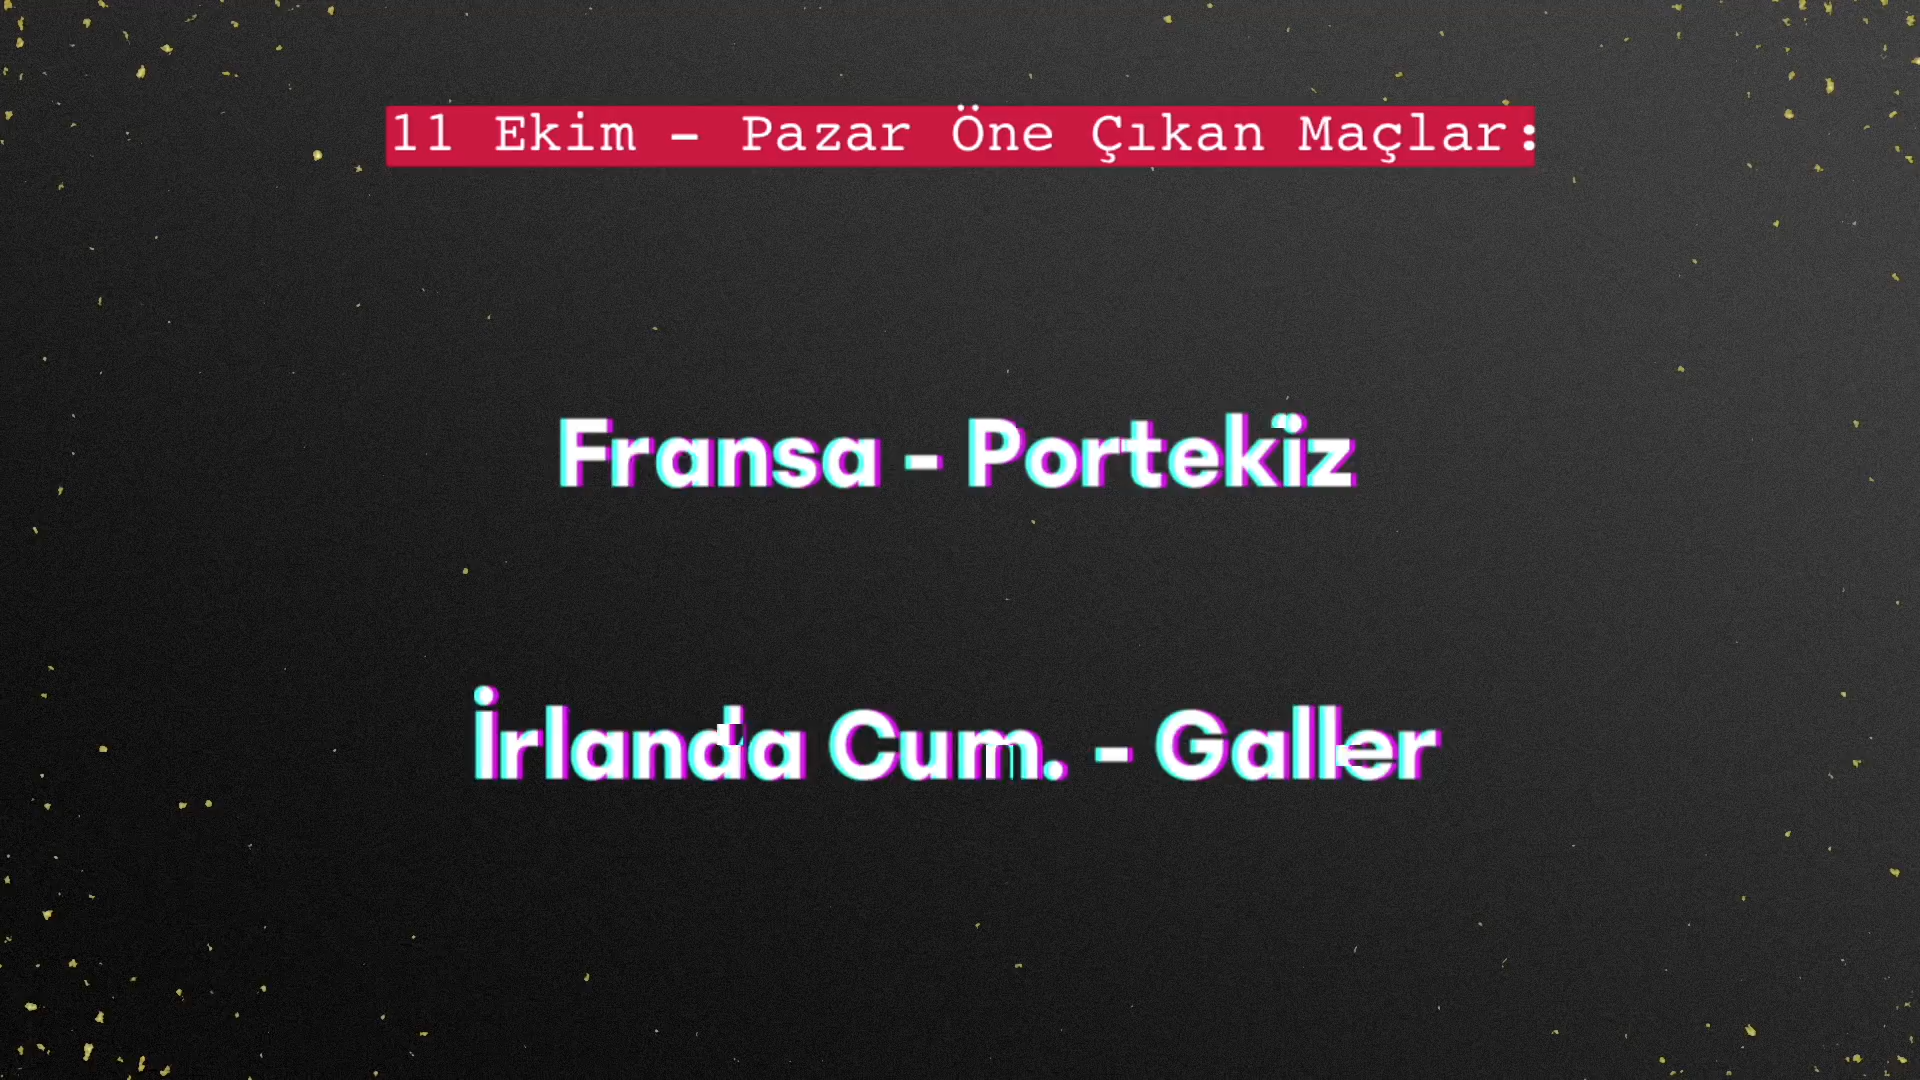 11 Ekim - Pazar Öne Çıkan Maçlar:
Fransa - Portekiz
İrlanda Cum. - Galler